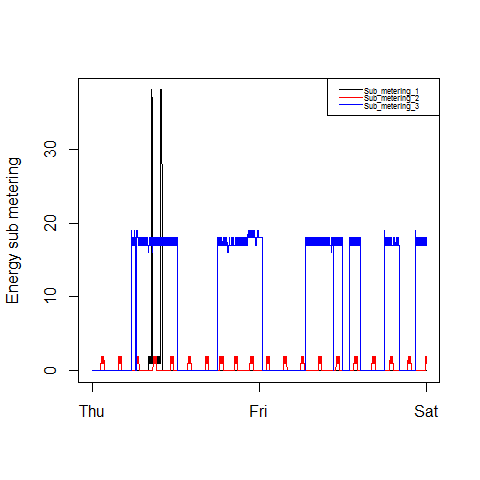 Sub_metering_1
Sub_metering_2
Sub_metering_3
Energy sub metering
30
20
10
0
Thu
Fri
Sat